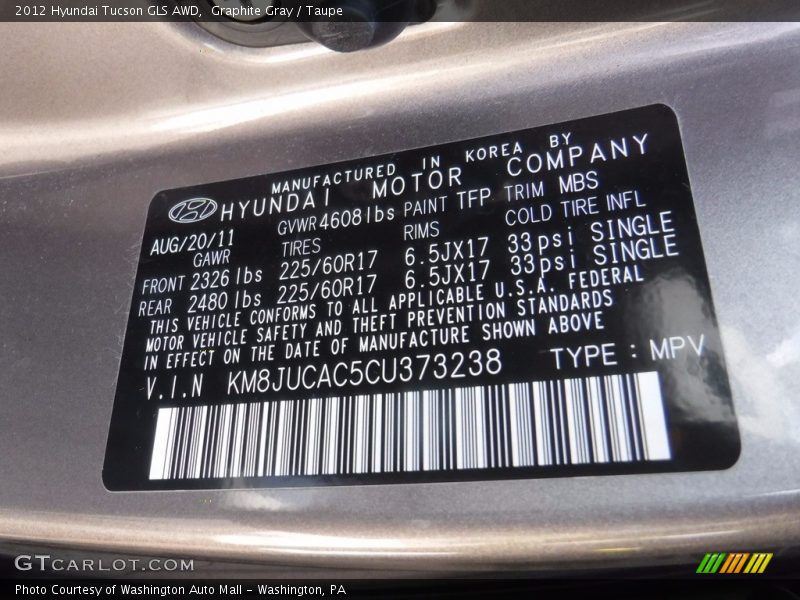 2012 Hyundai Tucson GLS AWD, Graphite Gray / Taupe
MANUFACTURED IN KOREA BY
HYUNDAI MOTOR COMPANY
AUG/20/11 GVWR 4608 lbs PAINT TFP TRIM MBS
GAWR TIRES RIMS COLD TIRE INFL
FRONT 2326 lbs 225/60R17 6.5JX17 33psi SINGLE
REAR 2480 lbs 225/60R17 6.5JX17 33psi SINGLE
THIS VEHICLE CONFORMS TO ALL APPLICABLE U.S.A. FEDERAL
MOTOR VEHICLE SAFETY AND THEFT PREVENTION STANDARDS
IN EFFECT ON THE DATE OF MANUFACTURE SHOWN ABOVE
V.I.N KM8JUCAC5CU373238 TYPE : MPV
GTCARLOT.COM
Photo Courtesy of Washington Auto Mall - Washington, PA